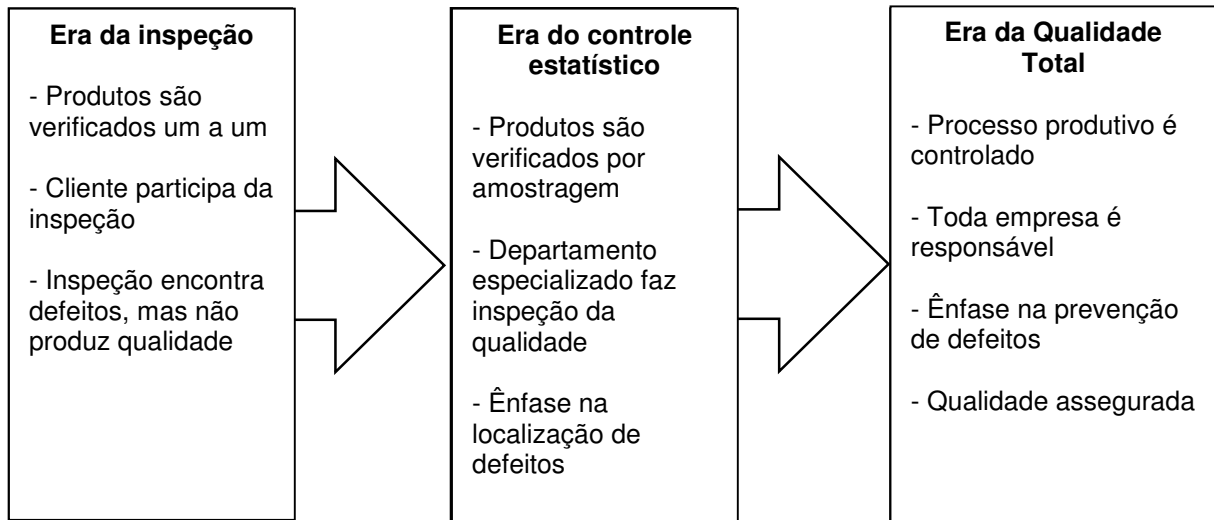 Era da inspeção
- Produtos são
verificados um a um
- Cliente participa da
inspeção
- Inspeção encontra
defeitos, mas não
produz qualidade
Era do controle
estatístico
- Produtos são
verificados por
amostragem
- Departamento
especializado faz
inspeção da
qualidade
- Ênfase na
localização de
defeitos
Era da Qualidade
Total
- Processo produtivo é
controlado
- Toda empresa é
responsável
- Ênfase na prevenção
de defeitos
- Qualidade assegurada